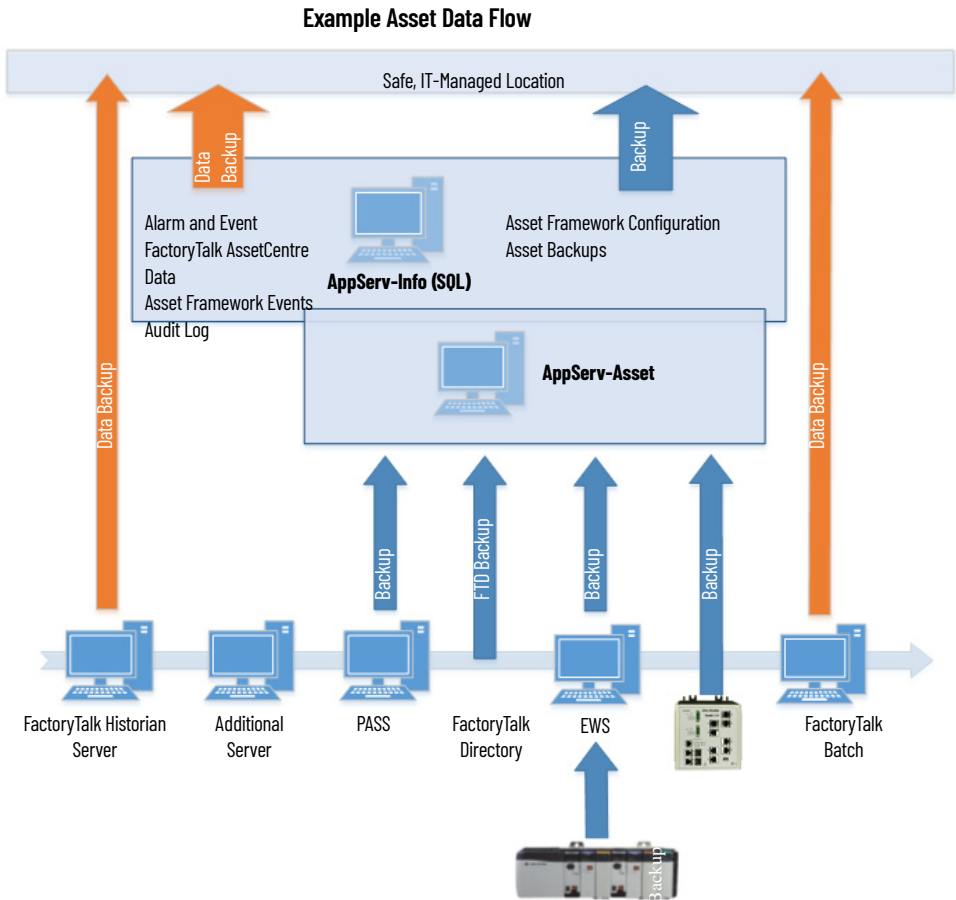 Example Asset Data Flow
Safe, IT-Managed Location
Data
Backup
Backup
Alarm and Event
FactoryTalk AssetCentre
Data
Asset Framework Events
Audit Log
AppServ-Info (SQL)
Asset Framework Configuration
Asset Backups
AppServ-Asset
Data Backup
Backup
FTD Backup
Backup
Backup
Data Backup
FactoryTalk Historian
Server
Additional
Server
PASS
FactoryTalk
Directory
EWS
FactoryTalk
Batch
Backup